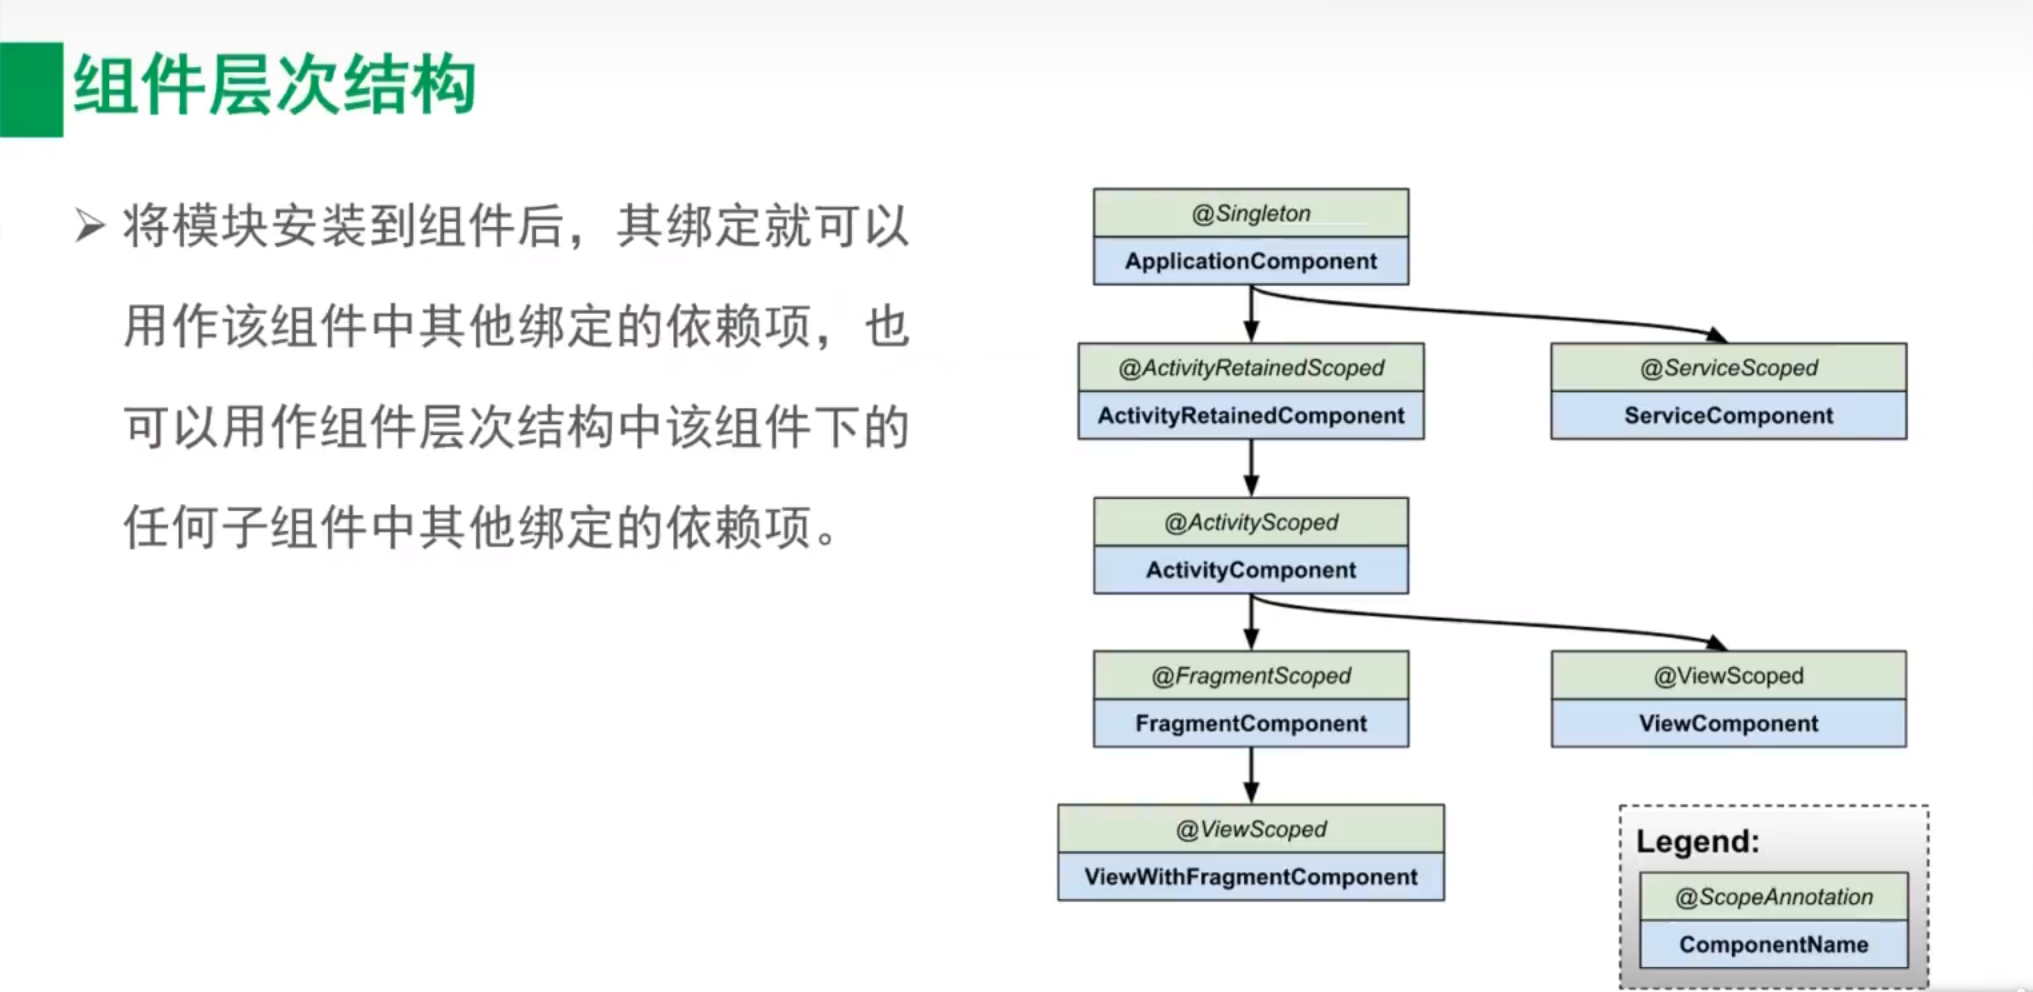 组件层次结构
将模块安装到组件后，其绑定就可以
用作该组件中其他绑定的依赖项，也
可以用作组件层次结构中该组件下的
任何子组件中其他绑定的依赖项。
@Singleton
ApplicationComponent
@ActivityRetainedScoped
ActivityRetainedComponent
@ServiceScoped
ServiceComponent
@ActivityScoped
ActivityComponent
@FragmentScoped
FragmentComponent
@ViewScoped
ViewComponent
@ViewScoped
ViewWithFragmentComponent
Legend:
@ScopeAnnotation
ComponentName